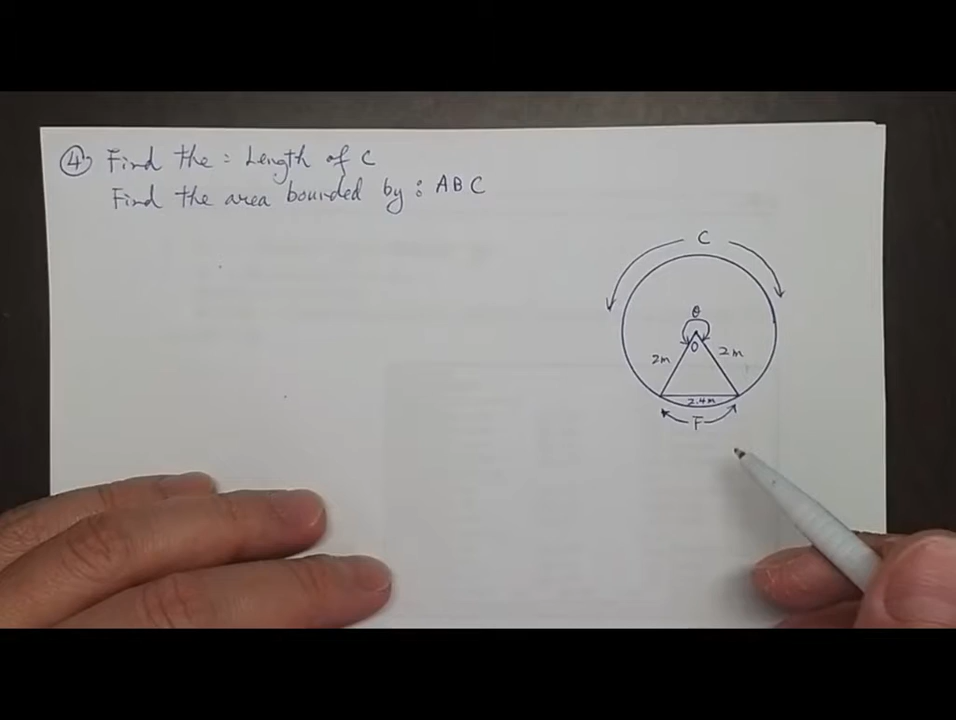 ④ Find the : Length of C
Find the area bounded by : ABC
C
θ
O
2m
2m
2.4m
F